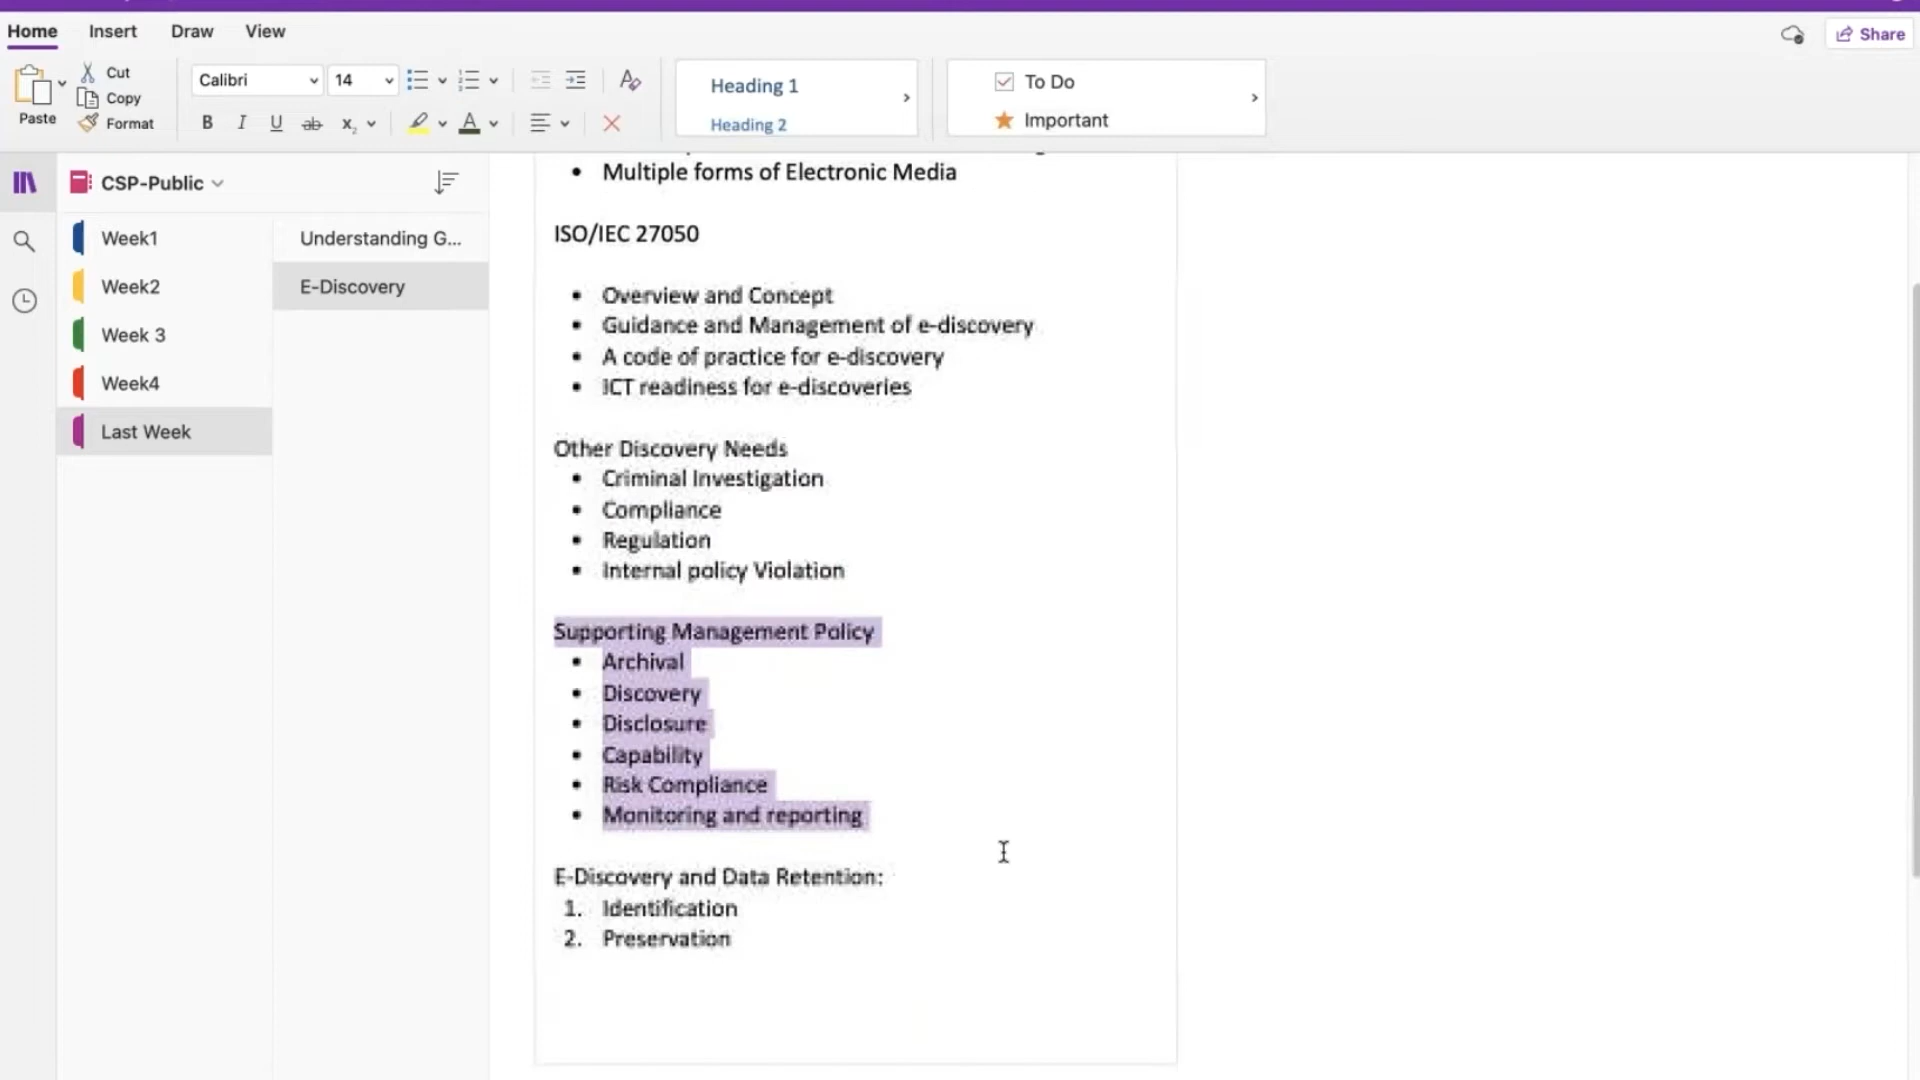 Home
Insert
Draw
View
Share
Paste
Cut
Copy
Format
Calibri
14
B
I
U
ab
Heading 1
Heading 2
To Do
Important
CSP-Public
Week1
Week2
Week 3
Week4
Last Week
Understanding G...
E-Discovery
• Multiple forms of Electronic Media
ISO/IEC 27050
• Overview and Concept
• Guidance and Management of e-discovery
• A code of practice for e-discovery
• ICT readiness for e-discoveries
Other Discovery Needs
• Criminal Investigation
• Compliance
• Regulation
• Internal policy Violation
Supporting Management Policy
• Archival
• Discovery
• Disclosure
• Capability
• Risk Compliance
• Monitoring and reporting
E-Discovery and Data Retention:
1. Identification
2. Preservation